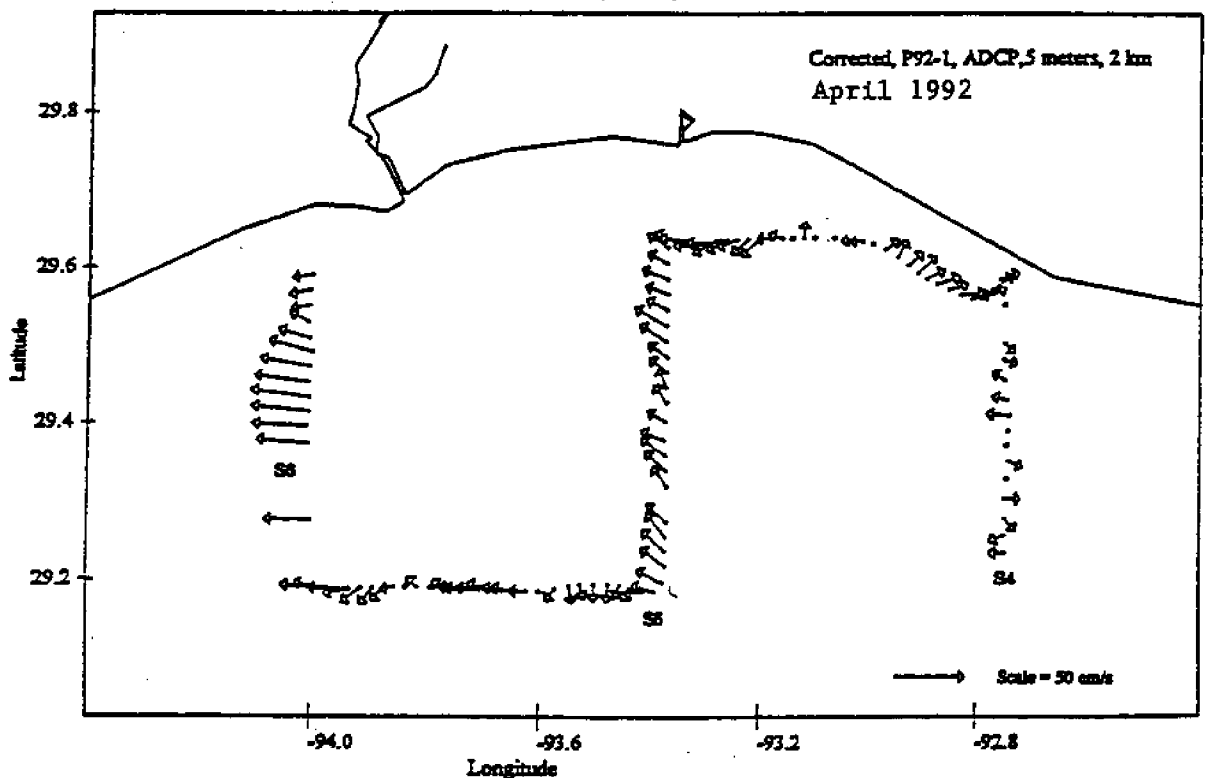 Corrected, P92-1, ADCP,5 meters, 2 km
April 1992
29.8
29.6
29.4
29.2
Latitude
S6
S5
S4
Scale = 50 cm/s
-94.0
-93.6
-93.2
-92.8
Longitude